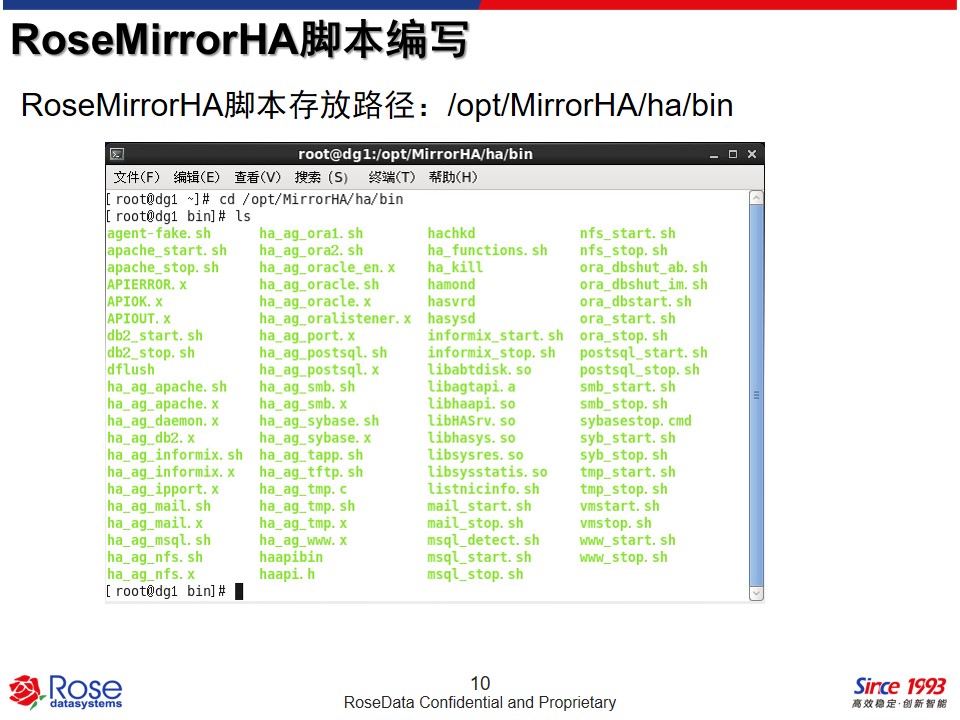 RoseMirrorHA脚本编写
RoseMirrorHA脚本存放路径：/opt/MirrorHA/ha/bin
root@dg1:/opt/MirrorHA/ha/bin
文件(F) 编辑(E) 查看(V) 搜索 (S) 终端(T) 帮助(H)
[root@dg1 ~]# cd /opt/MirrorHA/ha/bin
[root@dg1 bin]# ls
agent-fake.sh ha_ag_ora1.sh hachkd nfs_start.sh
apache_start.sh ha_ag_ora2.sh ha_functions.sh nfs_stop.sh
apache_stop.sh ha_ag_oracle_en.x ha_kill ora_dbshut_ab.sh
APIERROR.x ha_ag_oracle.sh hamond ora_dbshut_im.sh
APIOK.x ha_ag_oracle.x hasvrd ora_dbstart.sh
APIOUT.x ha_ag_oralistener.x hasysd ora_start.sh
db2_start.sh ha_ag_port.x informix_start.sh ora_stop.sh
db2_stop.sh ha_ag_postsql.sh informix_stop.sh postsql_start.sh
dflush ha_ag_postsql.x libabtdisk.so postsql_stop.sh
ha_ag_apache.sh ha_ag_smb.sh libagtapi.a smb_start.sh
ha_ag_apache.x ha_ag_smb.x libhaapi.so smb_stop.sh
ha_ag_daemon.x ha_ag_sybase.sh libHASrv.so sybasestop.cmd
ha_ag_db2.x ha_ag_sybase.x libhasys.so syb_start.sh
ha_ag_informix.sh ha_ag_tapp.sh libsysres.so syb_stop.sh
ha_ag_informix.x ha_ag_tftp.sh libsysstatis.so tmp_start.sh
ha_ag_ipport.x ha_ag_tmp.c listnicinfo.sh tmp_stop.sh
ha_ag_mail.sh ha_ag_tmp.sh mail_start.sh vmstart.sh
ha_ag_mail.x ha_ag_tmp.x mail_stop.sh vmstop.sh
ha_ag_msql.sh ha_ag_www.x msql_detect.sh www_start.sh
ha_ag_nfs.sh haapibin msql_start.sh www_stop.sh
ha_ag_nfs.x haapi.h msql_stop.sh
[root@dg1 bin]#
Rose
datasystems
10
RoseData Confidential and Proprietary
Since 1993
高效稳定·创新智能